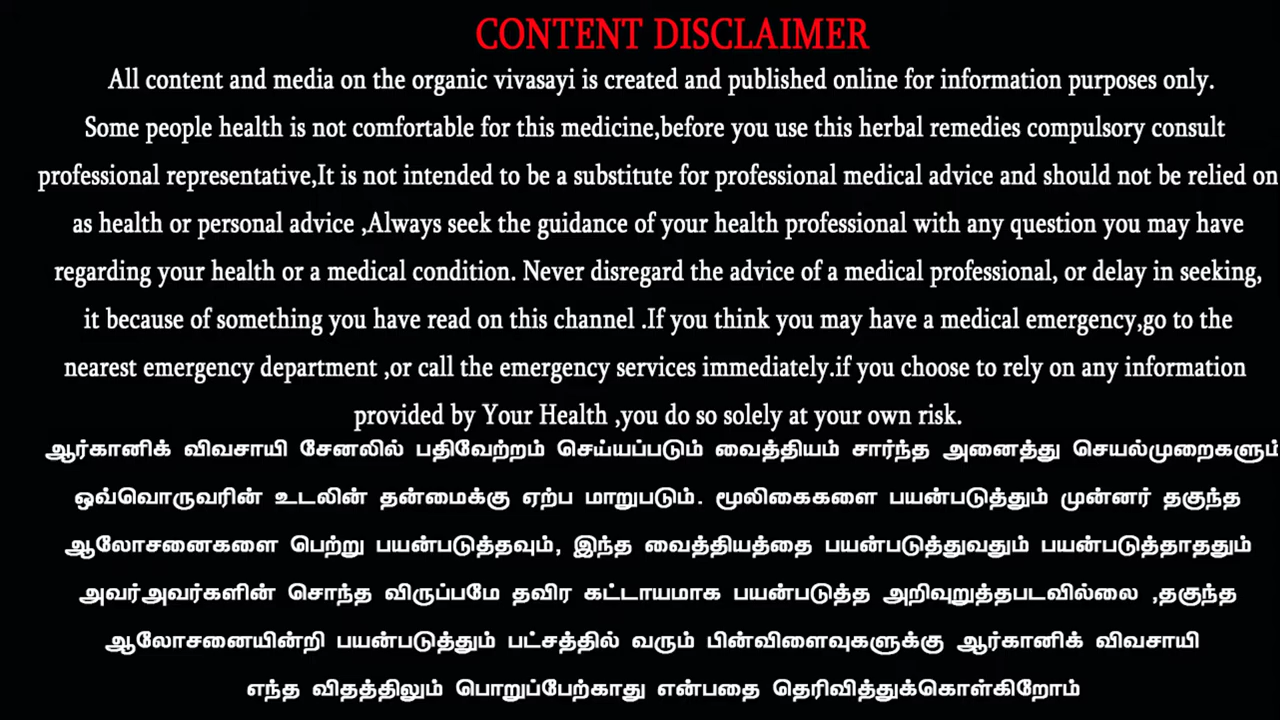 CONTENT DISCLAIMER
All content and media on the organic vivasayi is created and published online for information purposes only.
Some people health is not comfortable for this medicine,before you use this herbal remedies compulsory consult
professional representative,It is not intended to be a substitute for professional medical advice and should not be relied on
as health or personal advice ,Always seek the guidance of your health professional with any question you may have
regarding your health or a medical condition. Never disregard the advice of a medical professional, or delay in seeking,
it because of something you have read on this channel .If you think you may have a medical emergency,go to the
nearest emergency department ,or call the emergency services immediately.if you choose to rely on any information
provided by Your Health ,you do so solely at your own risk.
ஆர்கானிக் விவசாயி சேனலில் பதிவேற்றம் செய்யப்படும் வைத்தியம் சார்ந்த அனைத்து செயல்முறைகளும்
ஒவ்வொருவரின் உடலின் தன்மைக்கு ஏற்ப மாறுபடும். மூலிகைகளை பயன்படுத்தும் முன்னர் தகுந்த
ஆலோசனைகளை பெற்று பயன்படுத்தவும், இந்த வைத்தியத்தை பயன்படுத்துவதும் பயன்படுத்தாததும்
அவர்அவர்களின் சொந்த விருப்பமே தவிர கட்டாயமாக பயன்படுத்த அறிவுறுத்தபடவில்லை ,தகுந்த
ஆலோசனையின்றி பயன்படுத்தும் பட்சத்தில் வரும் பின்விளைவுகளுக்கு ஆர்கானிக் விவசாயி
எந்த விதத்திலும் பொறுப்பேற்காது என்பதை தெரிவித்துக்கொள்கிறோம்